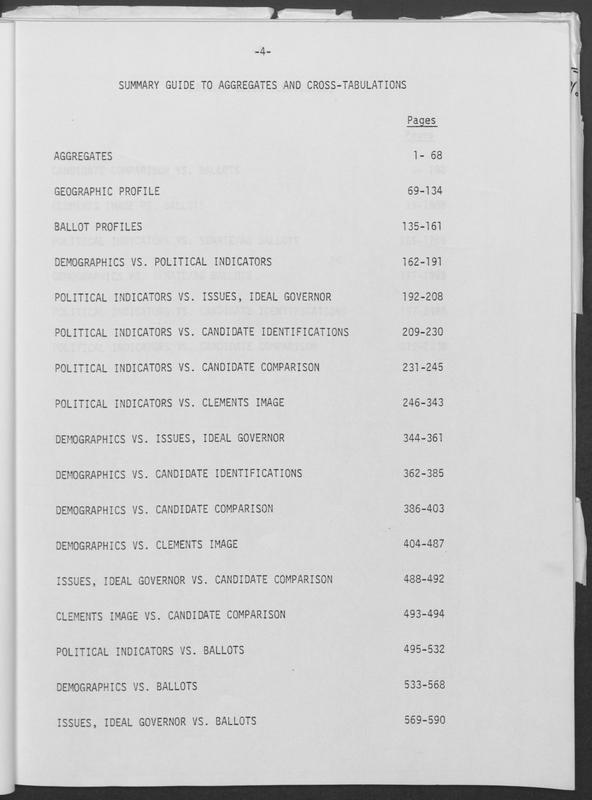 -4-
SUMMARY GUIDE TO AGGREGATES AND CROSS-TABULATIONS
Pages
AGGREGATES 1- 68
GEOGRAPHIC PROFILE 69-134
BALLOT PROFILES 135-161
DEMOGRAPHICS VS. POLITICAL INDICATORS 162-191
POLITICAL INDICATORS VS. ISSUES, IDEAL GOVERNOR 192-208
POLITICAL INDICATORS VS. CANDIDATE IDENTIFICATIONS 209-230
POLITICAL INDICATORS VS. CANDIDATE COMPARISON 231-245
POLITICAL INDICATORS VS. CLEMENTS IMAGE 246-343
DEMOGRAPHICS VS. ISSUES, IDEAL GOVERNOR 344-361
DEMOGRAPHICS VS. CANDIDATE IDENTIFICATIONS 362-385
DEMOGRAPHICS VS. CANDIDATE COMPARISON 386-403
DEMOGRAPHICS VS. CLEMENTS IMAGE 404-487
ISSUES, IDEAL GOVERNOR VS. CANDIDATE COMPARISON 488-492
CLEMENTS IMAGE VS. CANDIDATE COMPARISON 493-494
POLITICAL INDICATORS VS. BALLOTS 495-532
DEMOGRAPHICS VS. BALLOTS 533-568
ISSUES, IDEAL GOVERNOR VS. BALLOTS 569-590